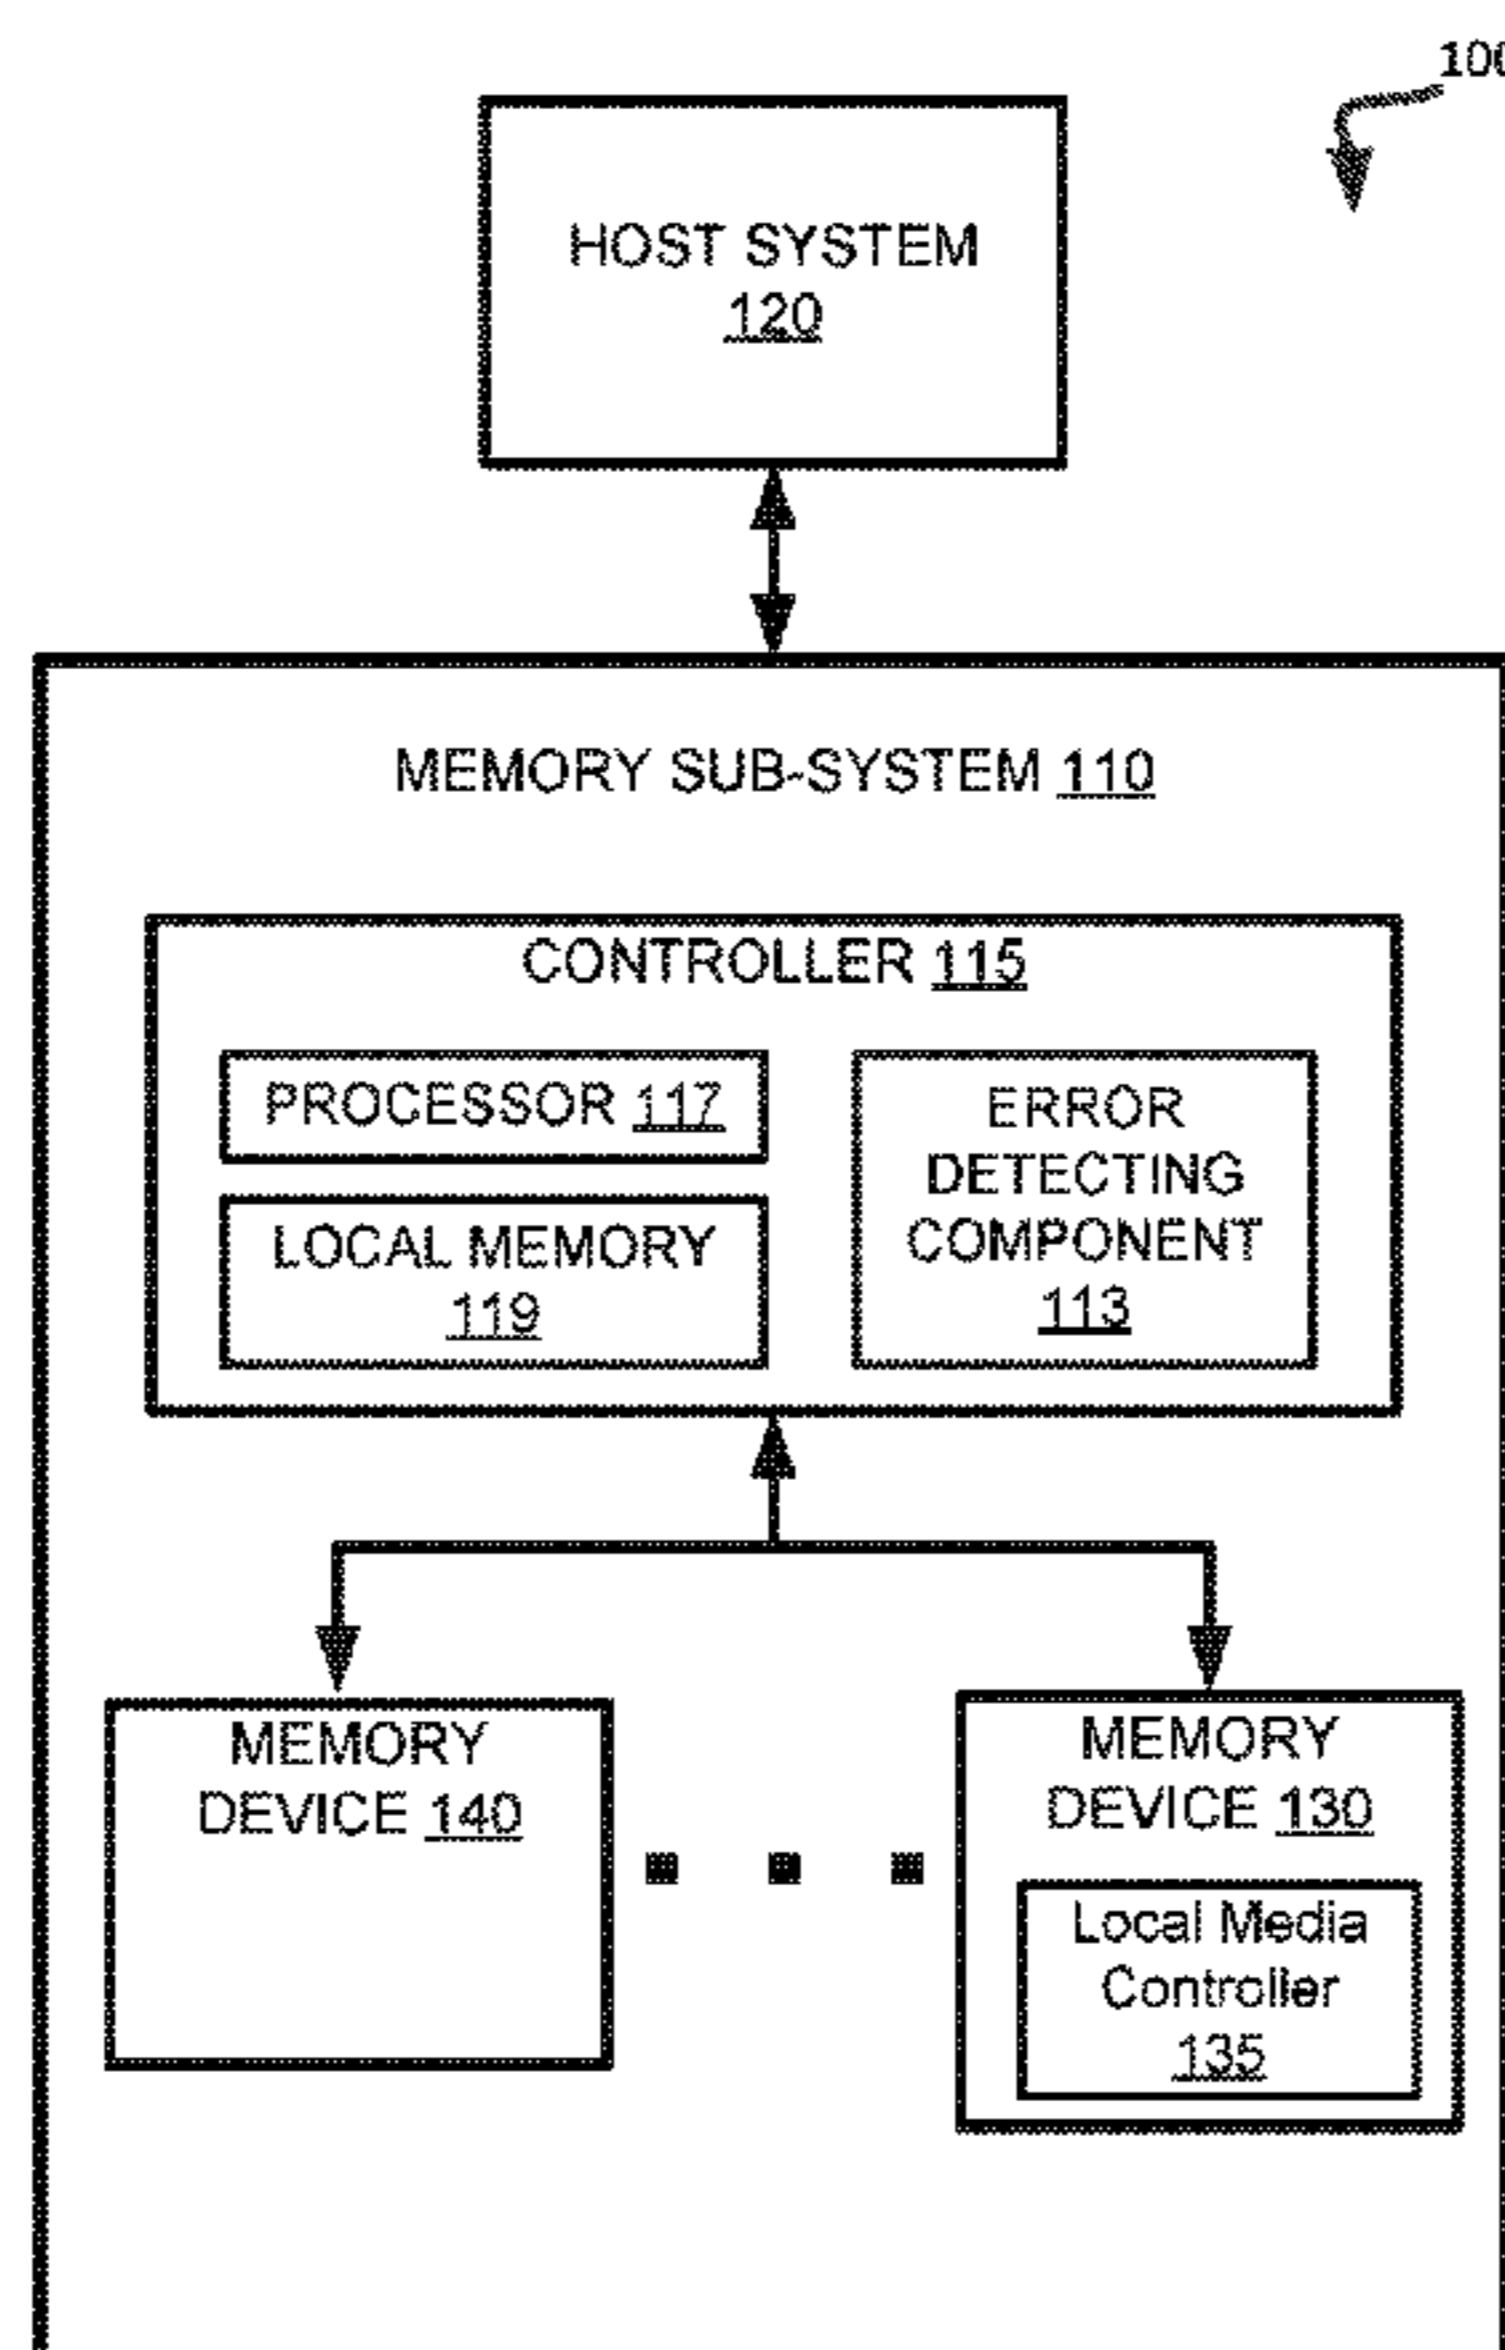 100
HOST SYSTEM
120
MEMORY SUB-SYSTEM 110
CONTROLLER 115
PROCESSOR 117
LOCAL MEMORY
119
ERROR
DETECTING
COMPONENT
113
MEMORY
DEVICE 140
MEMORY
DEVICE 130
Local Media
Controller
135